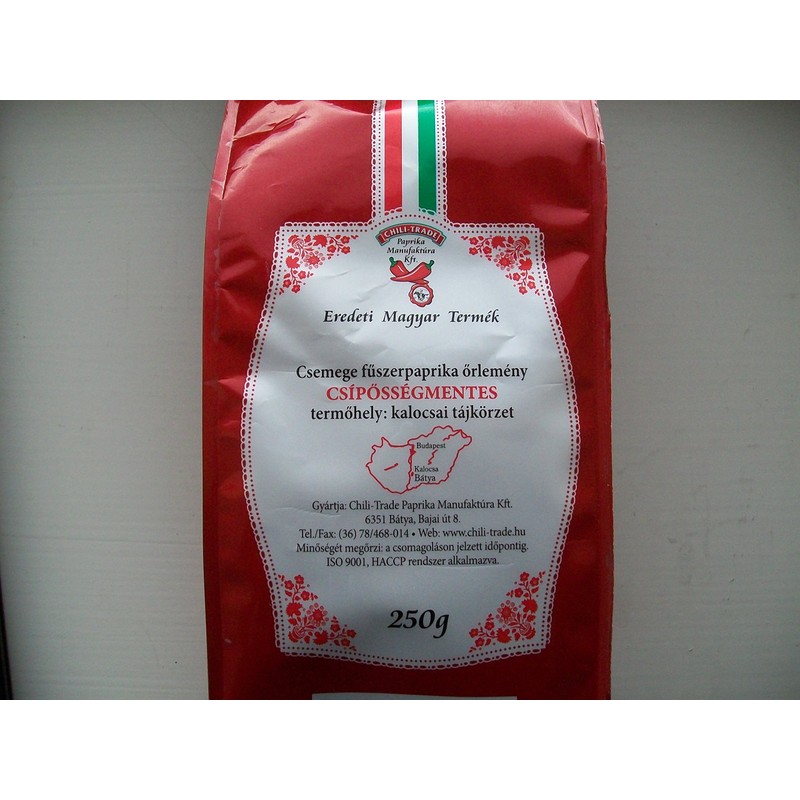 CHILI-TRADE
Paprika
Manufaktúra
Kft.
Eredeti Magyar Termék
Csemege fűszerpaprika őrlemény
CSÍPŐSSÉGMENTES
termőhely: kalocsai tájkörzet
Budapest
Kalocsa
Bátya
Gyártja: Chili-Trade Paprika Manufaktúra Kft.
6351 Bátya, Bajai út 8.
Tel./Fax: (36) 78/468-014 • Web: www.chili-trade.hu
Minőségét megőrzi: a csomagoláson jelzett időpontig.
ISO 9001, HACCP rendszer alkalmazva.
250g